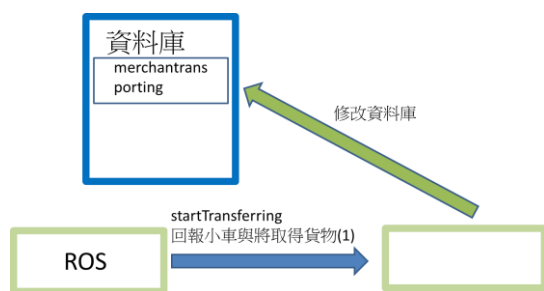 資料庫
merchantrans
porting
修改資料庫
startTransferring
回報小車與將取得貨物(1)
ROS